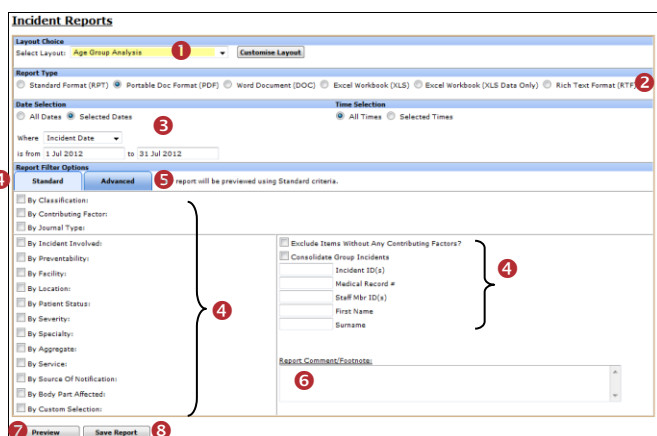 Incident Reports
Layout Choice
Select Layout: Age Group Analysis 1 Customise Layout
Report Type
Standard Format (RPT) Portable Doc Format (PDF) Word Document (DOC) Excel Workbook (XLS) Excel Workbook (XLS Data Only) Rich Text Format (RTF) 2
Date Selection Time Selection
All Dates Selected Dates 3 All Times Selected Times
Where Incident Date
is from 1 Jul 2012 to 31 Jul 2012
Report Filter Options
4 Standard Advanced 5 report will be previewed using Standard criteria.
By Classification:
By Contributing Factor:
By Journal Type:
By Incident Involved: Exclude Items Without Any Contributing Factors?
By Preventability: Consolidate Group Incidents
By Facility: Incident ID(s) 4
By Location: Medical Record #
By Patient Status: Staff Mbr ID(s)
By Severity: 4 First Name
By Specialty: Surname
By Aggregate:
By Service: Report Comment/Footnote:
By Source Of Notification: 6
By Body Part Affected:
By Custom Selection:
7 Preview Save Report 8